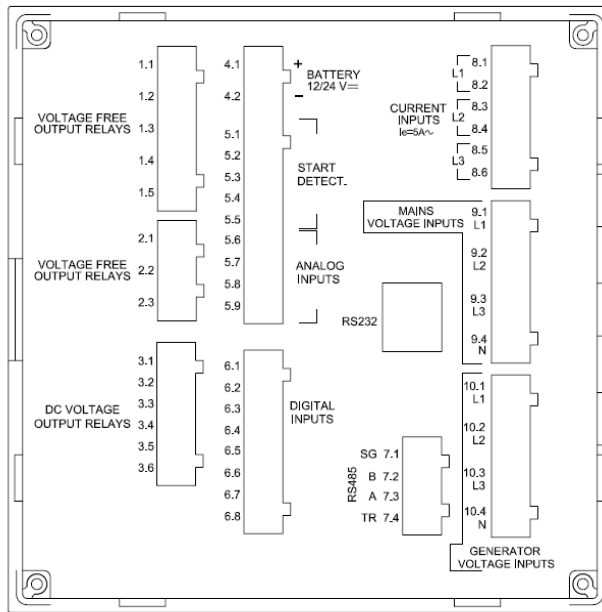 1.1
1.2
VOLTAGE FREE
OUTPUT RELAYS
1.3
1.4
1.5
2.1
VOLTAGE FREE
OUTPUT RELAYS
2.2
2.3
3.1
3.2
DC VOLTAGE
OUTPUT RELAYS
3.3
3.4
3.5
3.6
4.1 +
BATTERY
12/24 V⎓
4.2 −
5.1
5.2
5.3
START
DETECT.
5.4
5.5
5.6
5.7
ANALOG
INPUTS
5.8
5.9
6.1
6.2
6.3
DIGITAL
INPUTS
6.4
6.5
6.6
6.7
6.8
RS232
RS485
SG 7.1
B 7.2
A 7.3
TR 7.4
CURRENT
INPUTS
Ie=5A~
L1
8.1
8.2
L2
8.3
8.4
L3
8.5
8.6
MAINS
VOLTAGE INPUTS
9.1
L1
9.2
L2
9.3
L3
9.4
N
10.1
L1
10.2
L2
10.3
L3
10.4
N
GENERATOR
VOLTAGE INPUTS